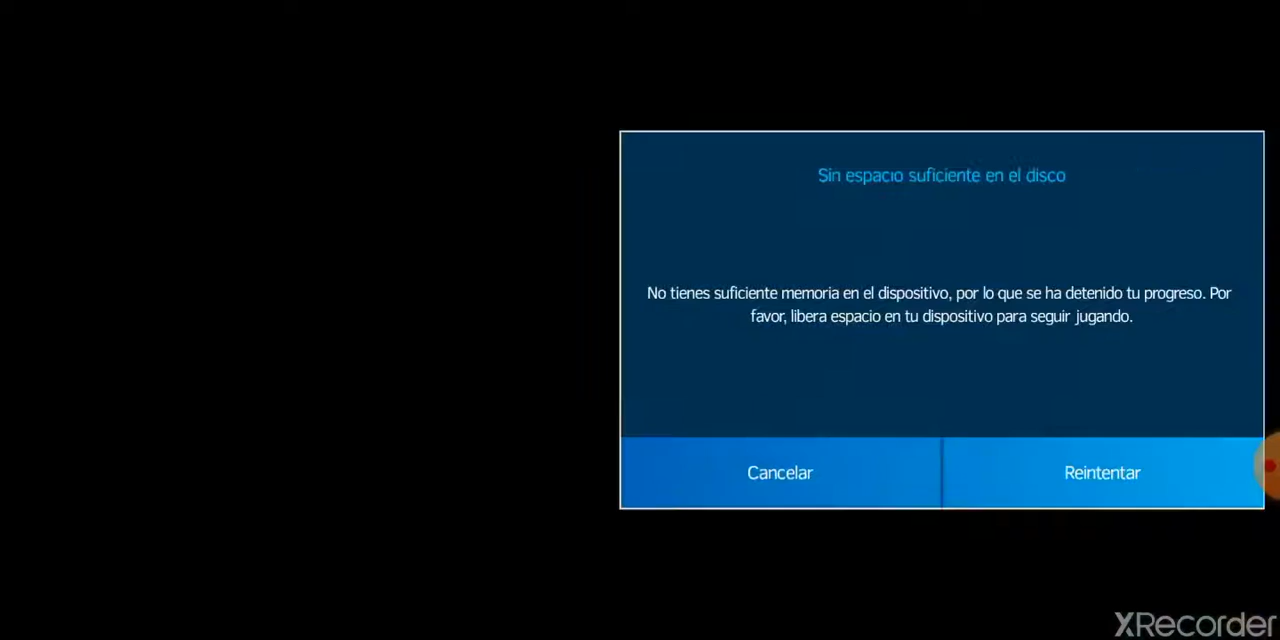 Sin espacio suficiente en el disco
No tienes suficiente memoria en el dispositivo, por lo que se ha detenido tu progreso. Por
favor, libera espacio en tu dispositivo para seguir jugando.
Cancelar
Reintentar
XRecorder